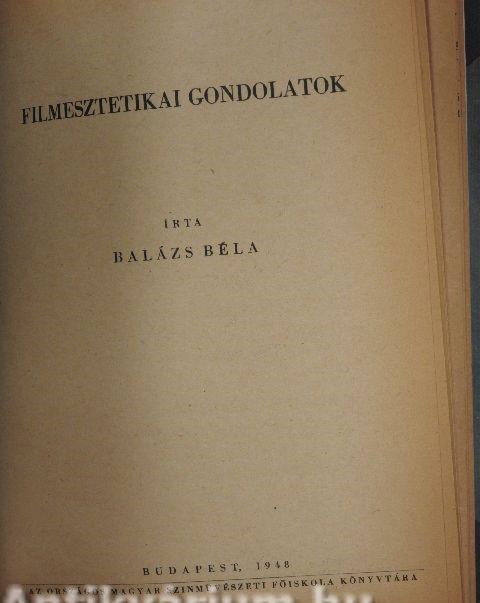 FILMESZTETIKAI GONDOLATOK
ÍRTA
BALÁZS BÉLA
BUDAPEST, 1948
AZ ORSZÁGOS MAGYAR SZINMŰVÉSZETI FŐISKOLA KÖNYVTÁRA